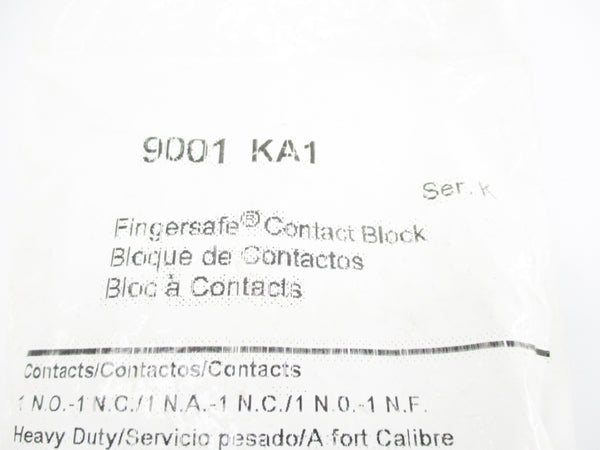 9001 KA1
Ser. K
Fingersafe® Contact Block
Bloque de Contactos
Bloc à Contacts
Contacts/Contactos/Contacts
1 N.O.-1 N.C./1 N.A.-1 N.C./1 N.O.-1 N.F.
Heavy Duty/Servicio pesado/A fort Calibre